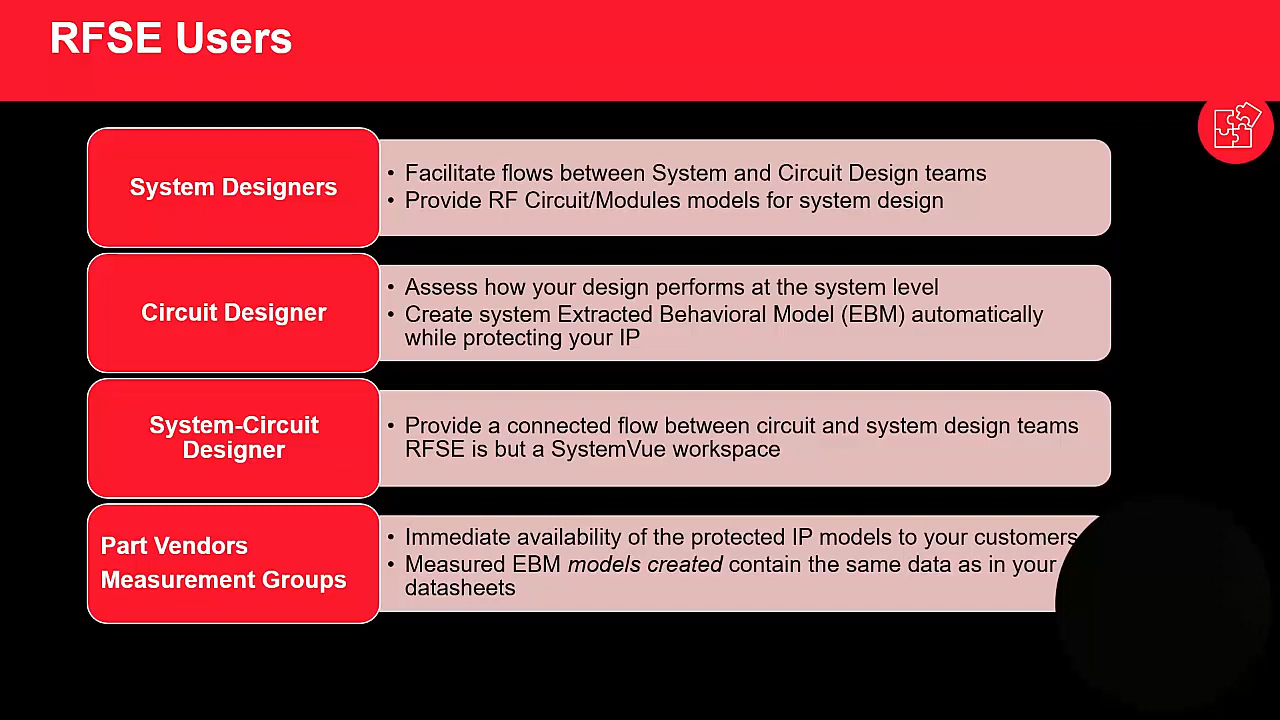 RFSE Users
System Designers
• Facilitate flows between System and Circuit Design teams
• Provide RF Circuit/Modules models for system design
Circuit Designer
• Assess how your design performs at the system level
• Create system Extracted Behavioral Model (EBM) automatically
while protecting your IP
System-Circuit
Designer
• Provide a connected flow between circuit and system design teams
RFSE is but a SystemVue workspace
Part Vendors
Measurement Groups
• Immediate availability of the protected IP models to your customers
• Measured EBM models created contain the same data as in your
datasheets